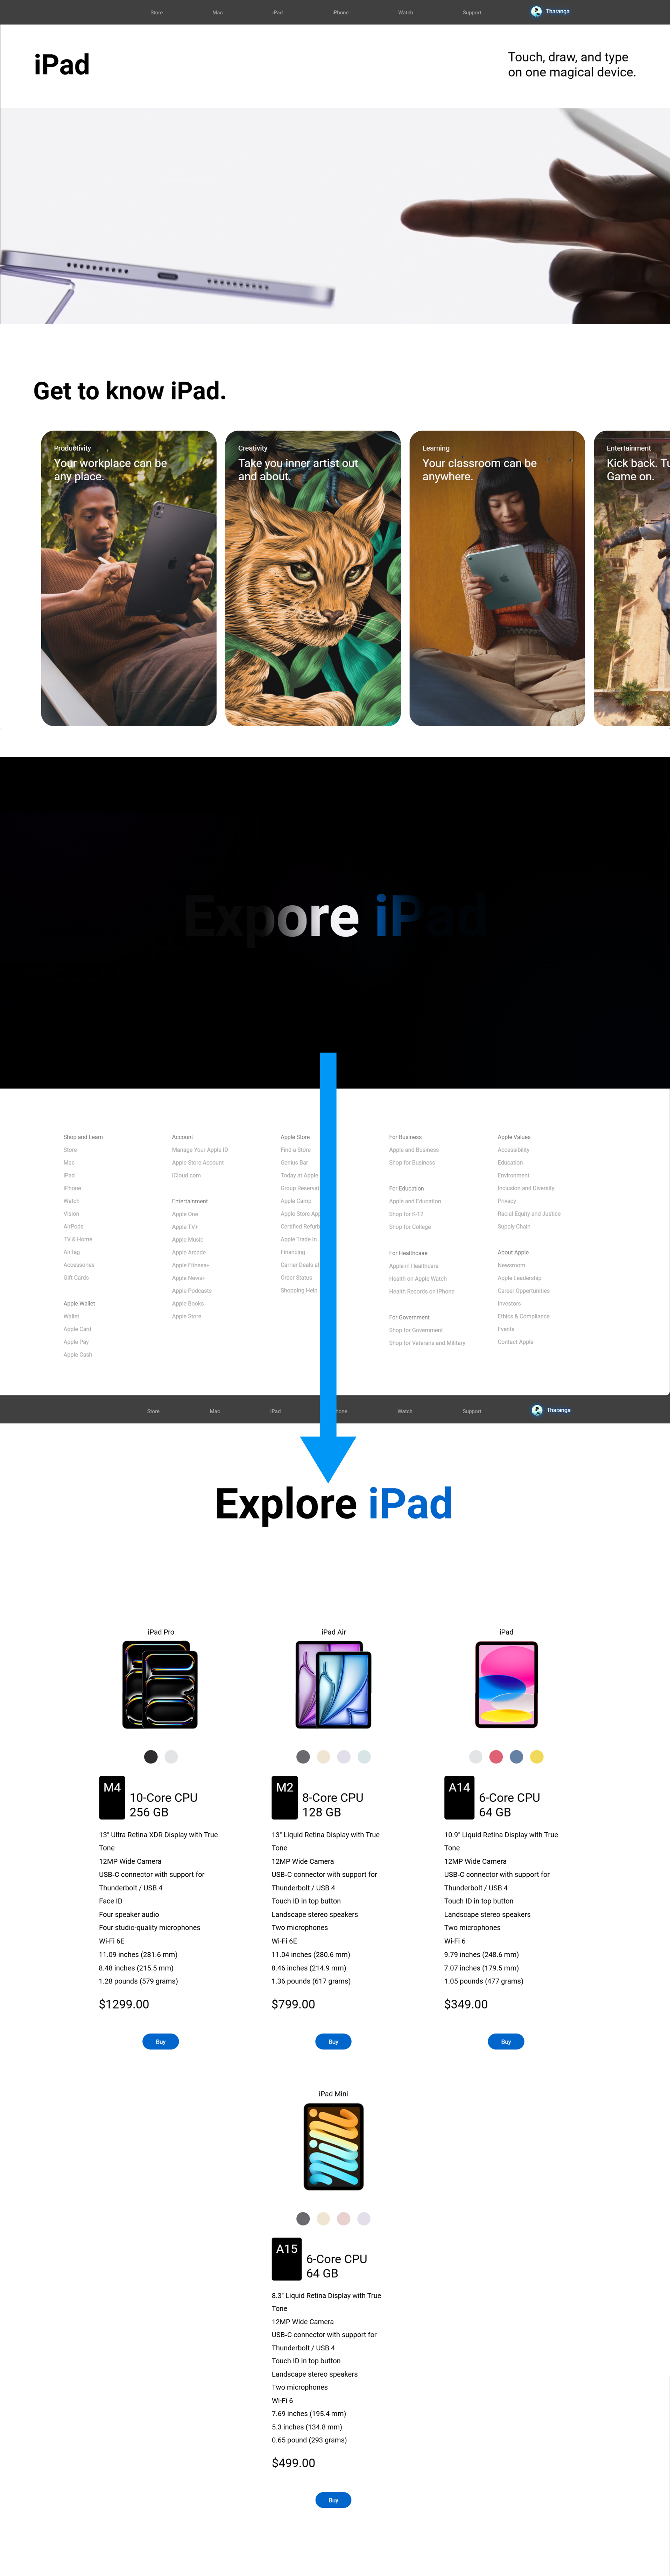 Store Mac iPad iPhone Watch Support Tharanga
iPad
Touch, draw, and type
on one magical device.
Get to know iPad.
Productivity
Your workplace can be
any place.
Creativity
Take you inner artist out
and about.
Learning
Your classroom can be
anywhere.
Entertainment
Kick back. Tu
Game on.
Expore iPad
Shop and Learn
Store
Mac
iPad
iPhone
Watch
Vision
AirPods
TV & Home
AirTag
Accessories
Gift Cards
Apple Wallet
Wallet
Apple Card
Apple Pay
Apple Cash
Account
Manage Your Apple ID
Apple Store Account
iCloud.com
Entertainment
Apple One
Apple TV+
Apple Music
Apple Arcade
Apple Fitness+
Apple News+
Apple Podcasts
Apple Books
Apple Store
Apple Store
Find a Store
Genius Bar
Today at Apple
Group Reservat
Apple Camp
Apple Store App
Certified Refurb
Apple Trade In
Financing
Carrier Deals at
Order Status
Shopping Help
For Business
Apple and Business
Shop for Business
For Education
Apple and Education
Shop for K-12
Shop for College
For Healthcaae
Apple in Healthcare
Health on Apple Watch
Health Records on iPhone
For Government
Shop for Government
Shop for Veterans and Military
Apple Values
Accessibility
Education
Environment
Inclusion and Diversity
Privacy
Racial Equity and Justice
Supply Chain
About Apple
Newsroom
Apple Leadership
Career Opportunities
Investors
Ethics & Compliance
Events
Contact Apple
Store Mac iPad hone Watch Support Tharanga
Explore iPad
iPad Pro
M4
10-Core CPU
256 GB
13" Ultra Retina XDR Display with True
Tone
12MP Wide Camera
USB-C connector with support for
Thunderbolt / USB 4
Face ID
Four speaker audio
Four studio-quality microphones
Wi-Fi 6E
11.09 inches (281.6 mm)
8.48 inches (215.5 mm)
1.28 pounds (579 grams)
$1299.00
Buy
iPad Air
M2
8-Core CPU
128 GB
13" Liquid Retina Display with True
Tone
12MP Wide Camera
USB-C connector with support for
Thunderbolt / USB 4
Touch ID in top button
Landscape stereo speakers
Two microphones
Wi-Fi 6E
11.04 inches (280.6 mm)
8.46 inches (214.9 mm)
1.36 pounds (617 grams)
$799.00
Buy
iPad
A14
6-Core CPU
64 GB
10.9" Liquid Retina Display with True
Tone
12MP Wide Camera
USB-C connector with support for
Thunderbolt / USB 4
Touch ID in top button
Landscape stereo speakers
Two microphones
Wi-Fi 6
9.79 inches (248.6 mm)
7.07 inches (179.5 mm)
1.05 pounds (477 grams)
$349.00
Buy
iPad Mini
A15
6-Core CPU
64 GB
8.3" Liquid Retina Display with True
Tone
12MP Wide Camera
USB-C connector with support for
Thunderbolt / USB 4
Touch ID in top button
Landscape stereo speakers
Two microphones
Wi-Fi 6
7.69 inches (195.4 mm)
5.3 inches (134.8 mm)
0.65 pound (293 grams)
$499.00
Buy